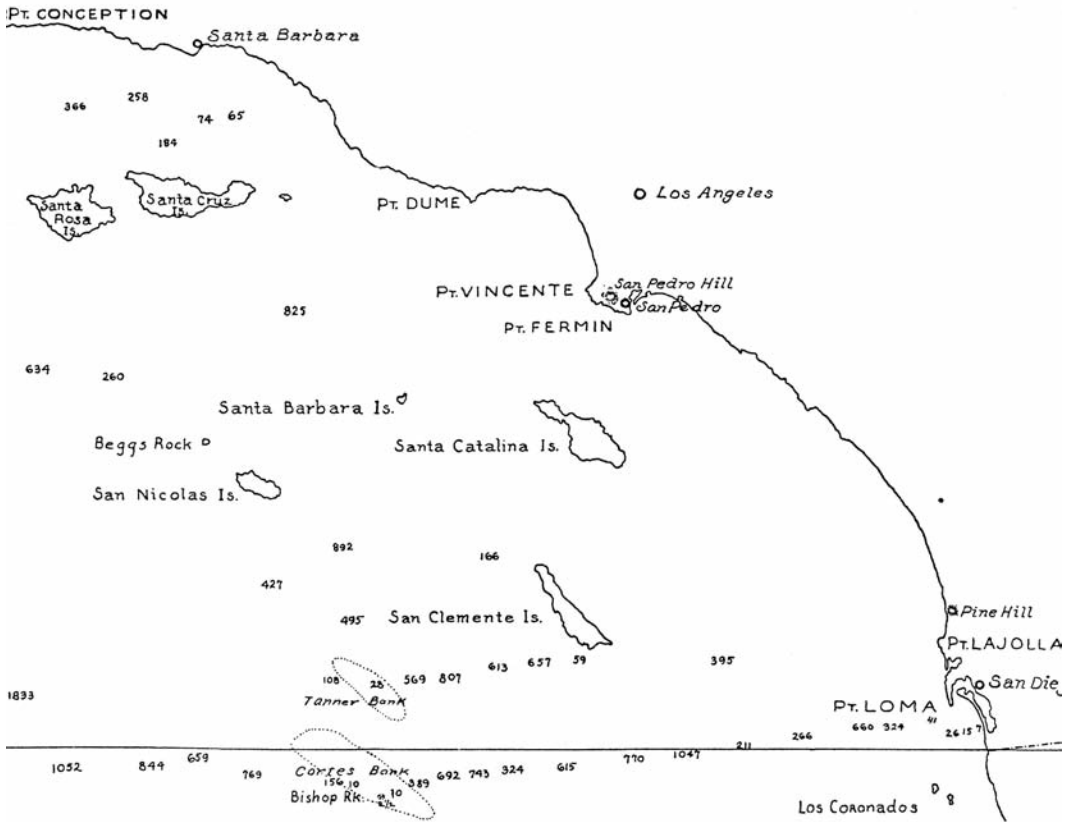 PT. CONCEPTION
Santa Barbara
366
258
74
65
184
Santa
Rosa
Is.
Santa Cruz
Is.
PT. DUME
Los Angeles
PT. VINCENTE
San Pedro Hill
San Pedro
PT. FERMIN
825
634
260
Santa Barbara Is.
Beggs Rock
Santa Catalina Is.
San Nicolas Is.
892
166
427
495
San Clemente Is.
Pine Hill
PT. LAJOLLA
108
28
569
807
613
657
59
395
Tanner Bank
1833
San Die
PT. LOMA
660
324
41
26
15
7
266
211
1047
770
1052
844
659
769
Cortes Bank
156
10
389
692
743
324
615
Bishop Rk.
10
Los Coronados